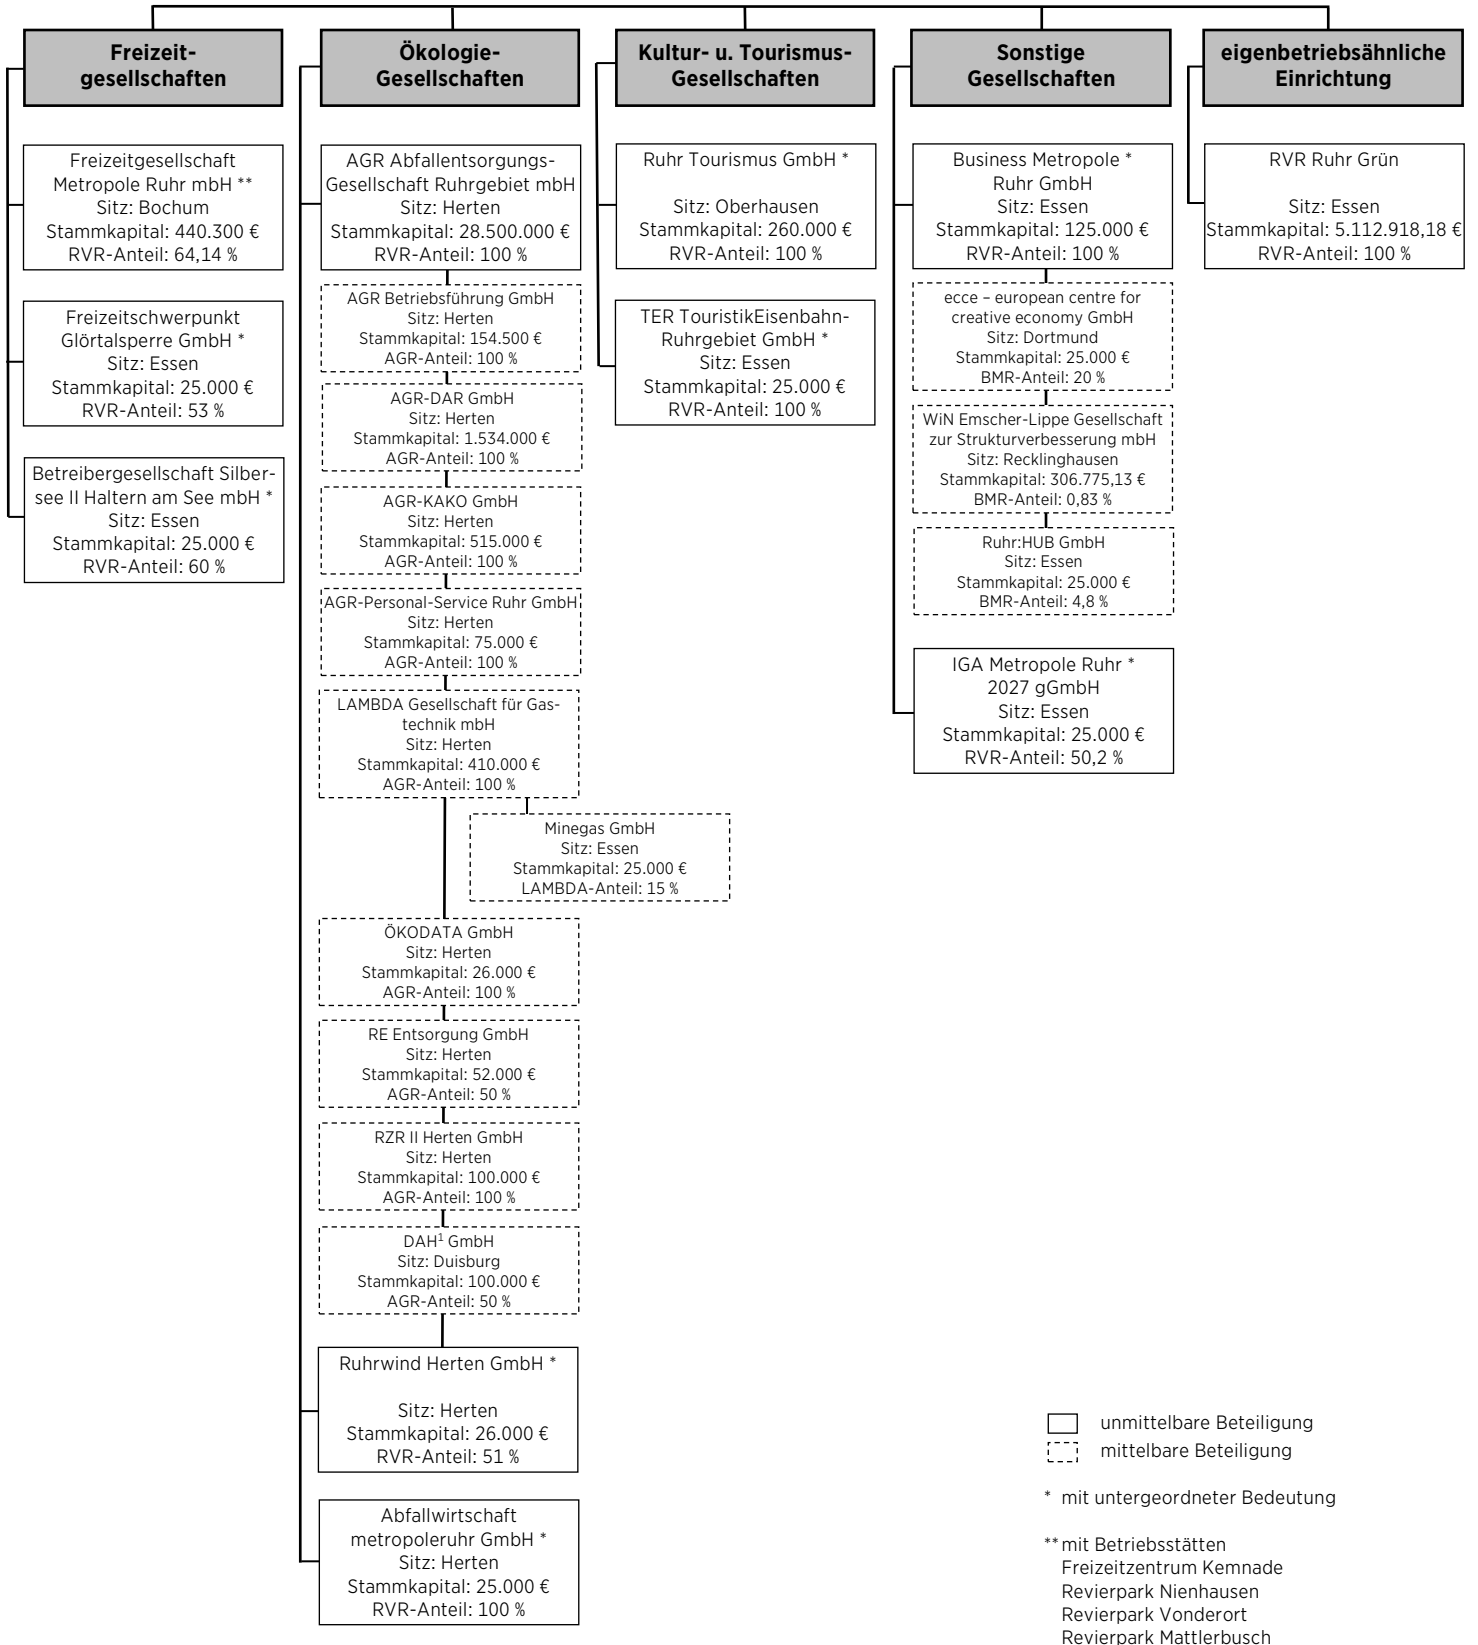 Freizeit-
gesellschaften
Freizeitgesellschaft
Metropole Ruhr mbH **
Sitz: Bochum
Stammkapital: 440.300 €
RVR-Anteil: 64,14 %
Freizeitschwerpunkt
Glörtalsperre GmbH *
Sitz: Essen
Stammkapital: 25.000 €
RVR-Anteil: 53 %
Betreibergesellschaft Silber-
see II Haltern am See mbH *
Sitz: Essen
Stammkapital: 25.000 €
RVR-Anteil: 60 %
Ökologie-
Gesellschaften
AGR Abfallentsorgungs-
Gesellschaft Ruhrgebiet mbH
Sitz: Herten
Stammkapital: 28.500.000 €
RVR-Anteil: 100 %
AGR Betriebsführung GmbH
Sitz: Herten
Stammkapital: 154.500 €
AGR-Anteil: 100 %
AGR-DAR GmbH
Sitz: Herten
Stammkapital: 1.534.000 €
AGR-Anteil: 100 %
AGR-KAKO GmbH
Sitz: Herten
Stammkapital: 515.000 €
AGR-Anteil: 100 %
AGR-Personal-Service Ruhr GmbH
Sitz: Herten
Stammkapital: 75.000 €
AGR-Anteil: 100 %
LAMBDA Gesellschaft für Gas-
technik mbH
Sitz: Herten
Stammkapital: 410.000 €
AGR-Anteil: 100 %
Minegas GmbH
Sitz: Essen
Stammkapital: 25.000 €
LAMBDA-Anteil: 15 %
ÖKODATA GmbH
Sitz: Herten
Stammkapital: 26.000 €
AGR-Anteil: 100 %
RE Entsorgung GmbH
Sitz: Herten
Stammkapital: 52.000 €
AGR-Anteil: 50 %
RZR II Herten GmbH
Sitz: Herten
Stammkapital: 100.000 €
AGR-Anteil: 100 %
DAH¹ GmbH
Sitz: Duisburg
Stammkapital: 100.000 €
AGR-Anteil: 50 %
Ruhrwind Herten GmbH *
Sitz: Herten
Stammkapital: 26.000 €
RVR-Anteil: 51 %
Abfallwirtschaft
metropoleruhr GmbH *
Sitz: Herten
Stammkapital: 25.000 €
RVR-Anteil: 100 %
Kultur- u. Tourismus-
Gesellschaften
Ruhr Tourismus GmbH *
Sitz: Oberhausen
Stammkapital: 260.000 €
RVR-Anteil: 100 %
TER TouristikEisenbahn-
Ruhrgebiet GmbH *
Sitz: Essen
Stammkapital: 25.000 €
RVR-Anteil: 100 %
Sonstige
Gesellschaften
Business Metropole *
Ruhr GmbH
Sitz: Essen
Stammkapital: 125.000 €
RVR-Anteil: 100 %
ecce – european centre for
creative economy GmbH
Sitz: Dortmund
Stammkapital: 25.000 €
BMR-Anteil: 20 %
WiN Emscher-Lippe Gesellschaft
zur Strukturverbesserung mbH
Sitz: Recklinghausen
Stammkapital: 306.775,13 €
BMR-Anteil: 0,83 %
Ruhr:HUB GmbH
Sitz: Essen
Stammkapital: 25.000 €
BMR-Anteil: 4,8 %
IGA Metropole Ruhr *
2027 gGmbH
Sitz: Essen
Stammkapital: 25.000 €
RVR-Anteil: 50,2 %
eigenbetriebsähnliche
Einrichtung
RVR Ruhr Grün
Sitz: Essen
Stammkapital: 5.112.918,18 €
RVR-Anteil: 100 %
unmittelbare Beteiligung
mittelbare Beteiligung
* mit untergeordneter Bedeutung
** mit Betriebsstätten
Freizeitzentrum Kemnade
Revierpark Nienhausen
Revierpark Vonderort
Revierpark Mattlerbusch